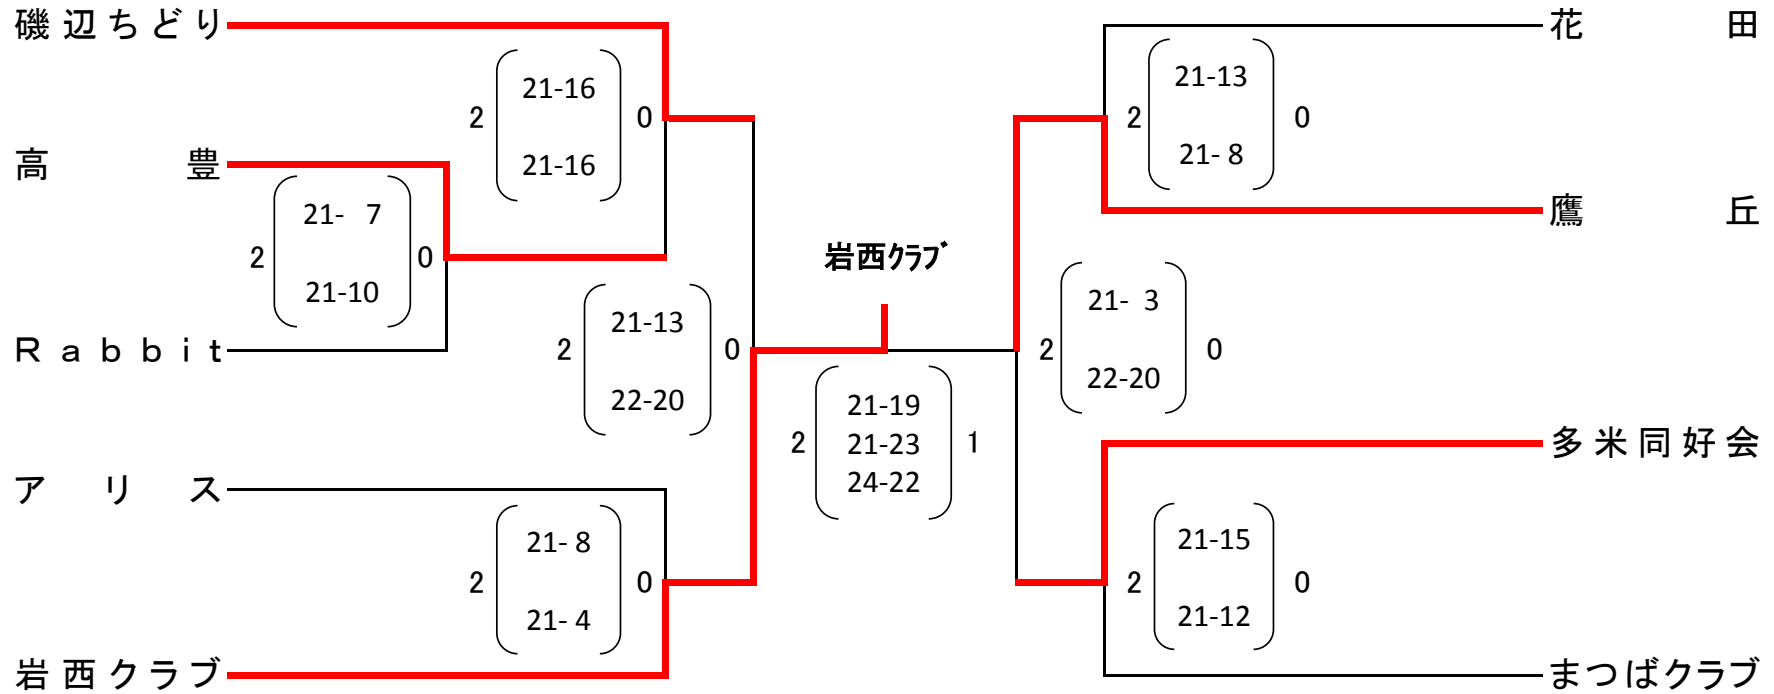 磯辺ちどり
花田
21-16
2 0
21-16
21-13
2 0
21- 8
高豊
21- 7
2 0
21-10
鷹丘
岩西クラブ
Rabbit
21-13
2 0
22-20
21- 3
2 0
22-20
21-19
2 21-23 1
24-22
多米同好会
アリス
21- 8
2 0
21- 4
21-15
2 0
21-12
岩西クラブ
まつばクラブ